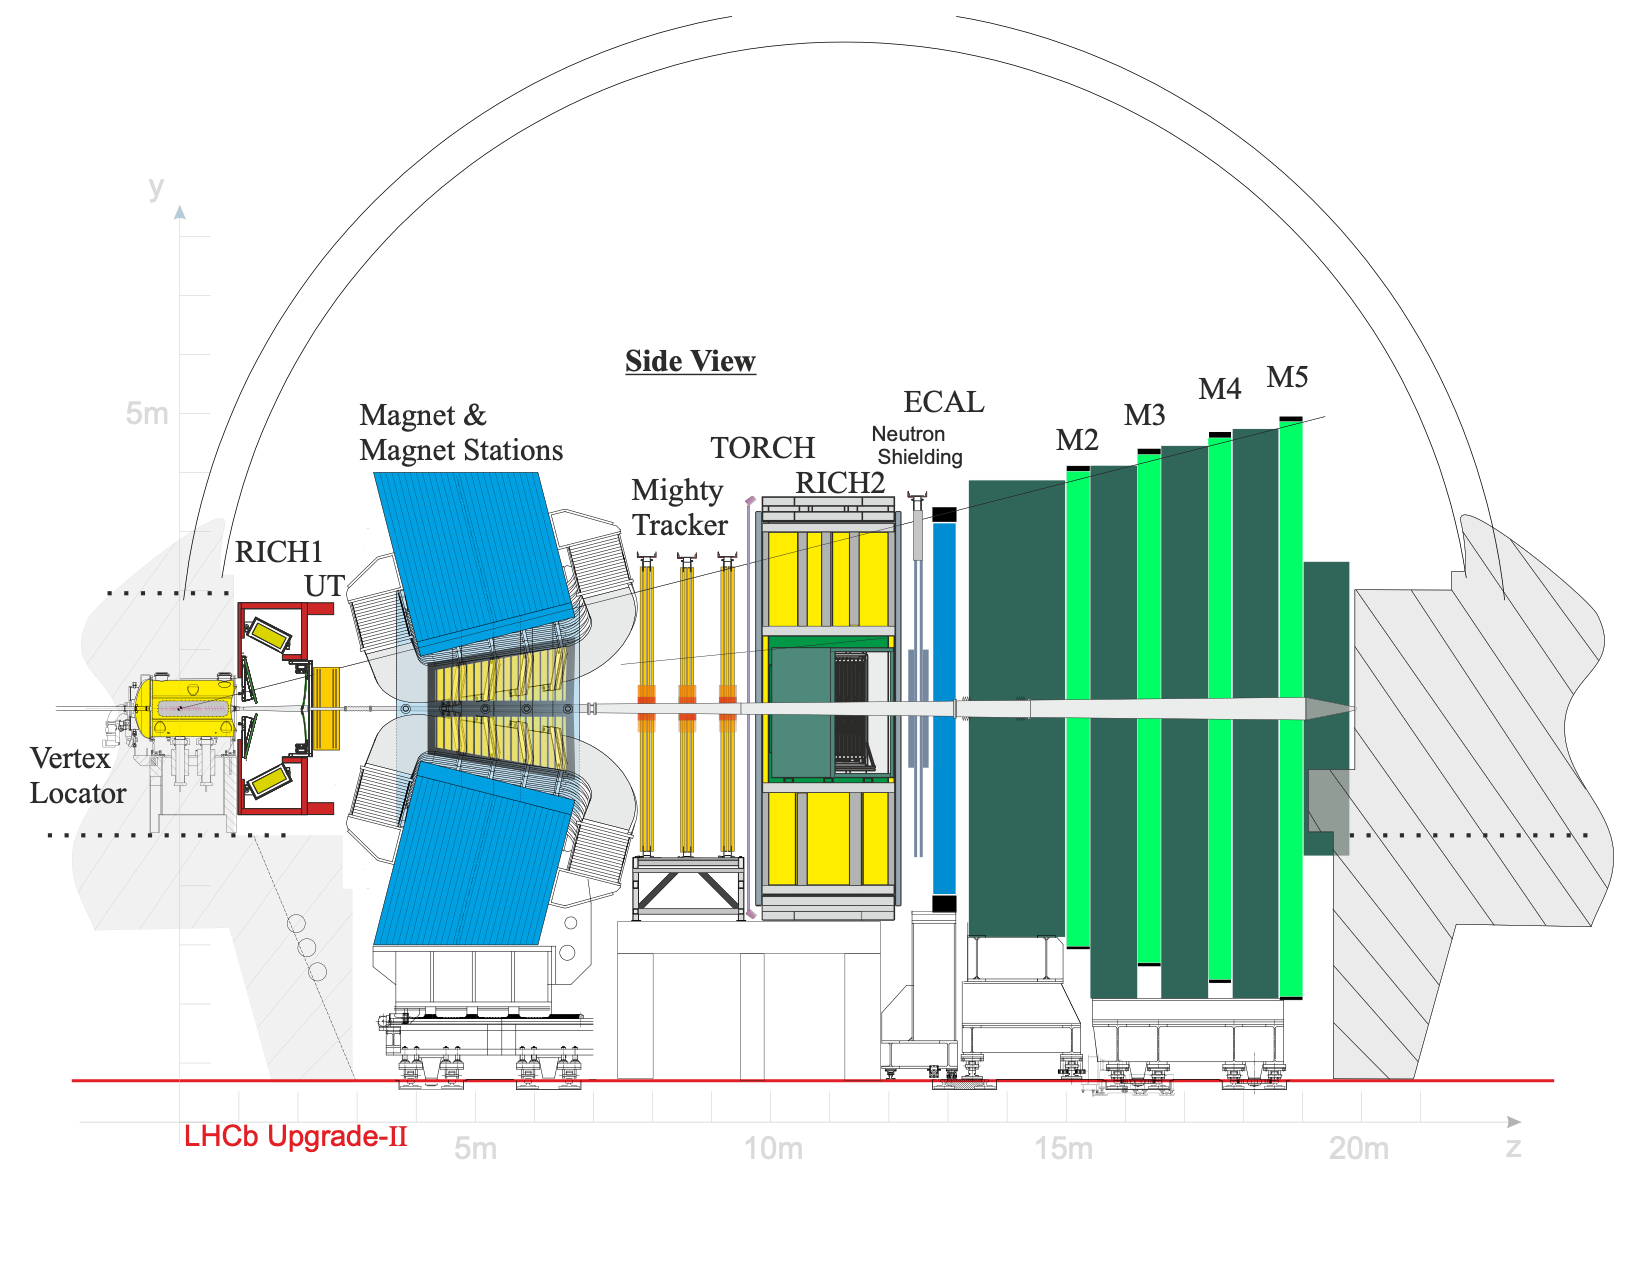 y
Side View
M5
M4
ECAL
M3
5m
Magnet &
Magnet Stations
Neutron
Shielding
M2
TORCH
RICH2
Mighty
Tracker
RICH1
UT
Vertex
Locator
LHCb Upgrade-II
5m
10m
15m
20m
z